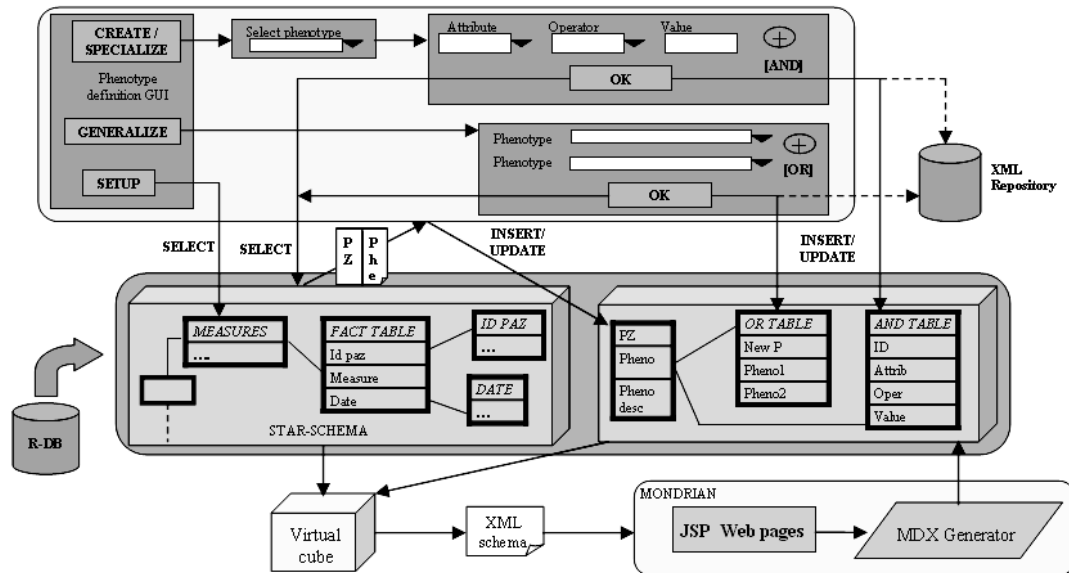 CREATE /
SPECIALIZE
Select phenotype
Attribute
Operator
Value
[AND]
OK
Phenotype
definition GUI
GENERALIZE
Phenotype
Phenotype
[OR]
SETUP
OK
XML
Repository
SELECT
SELECT
P
Z
P
h
e
INSERT/
UPDATE
INSERT/
UPDATE
MEASURES
....
FACT TABLE
Id paz
Measure
Date
ID PAZ
...
DATE
...
STAR-SCHEMA
PZ
Pheno
Pheno
desc
OR TABLE
New P
Pheno1
Pheno2
AND TABLE
ID
Attrib
Oper
Value
R-DB
Virtual
cube
XML
schema
MONDRIAN
JSP Web pages
MDX Generator